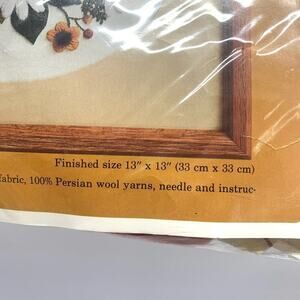 Finished size 13" x 13" (33 cm x 33 cm)
fabric, 100% Persian wool yarns, needle and instruc-